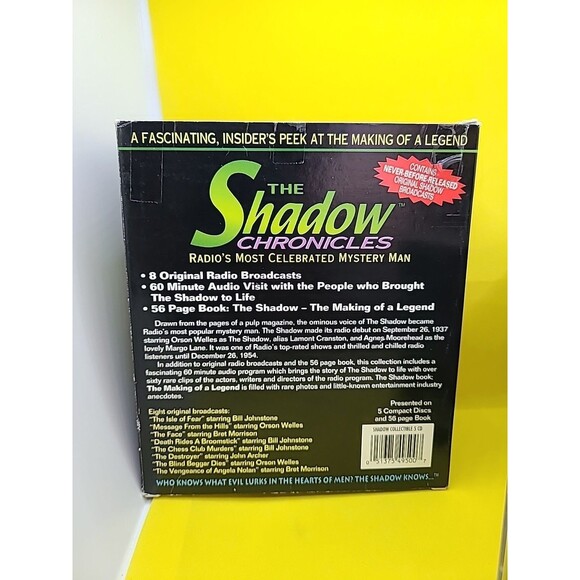 A FASCINATING, INSIDER'S PEEK AT THE MAKING OF A LEGEND
CONTAINS
NEVER-BEFORE RELEASED
ORIGINAL SHADOW
BROADCASTS
THE
Shadow™
CHRONICLES
RADIO'S MOST CELEBRATED MYSTERY MAN
• 8 Original Radio Broadcasts
• 60 Minute Audio Visit with the People who Brought
The Shadow to Life
• 56 Page Book: The Shadow – The Making of a Legend
Drawn from the pages of a pulp magazine, the ominous voice of The Shadow became
Radio's most popular mystery man. The Shadow made its radio debut on September 26, 1937
starring Orson Welles as The Shadow, alias Lamont Cranston, and Agnes Moorehead as the
lovely Margo Lane. It was one of Radio's top-rated shows and thrilled and chilled radio
listeners until December 26, 1954.
In addition to original radio broadcasts and the 56 page book, this collection includes a
fascinating 60 minute audio program which brings the story of The Shadow to life with over
sixty rare clips of the actors, writers and directors of the radio program. The Shadow book;
The Making of a Legend is filled with rare photos and little-known entertainment industry
anecdotes.
Eight original broadcasts:
"The Isle of Fear" starring Bill Johnstone
"Message From the Hills" starring Orson Welles
"The Face" starring Bret Morrison
"Death Rides A Broomstick" starring Bill Johnstone
"The Chess Club Murders" starring Bill Johnstone
"The Destroyer" starring John Archer
"The Blind Beggar Dies" starring Orson Welles
"The Vengeance of Angela Nolan" starring Bret Morrison
Presented on
5 Compact Discs
and 56 page Book
SHADOW COLLECTIBLE 5 CD
0 51375 49500 7
WHO KNOWS WHAT EVIL LURKS IN THE HEARTS OF MEN? THE SHADOW KNOWS...™